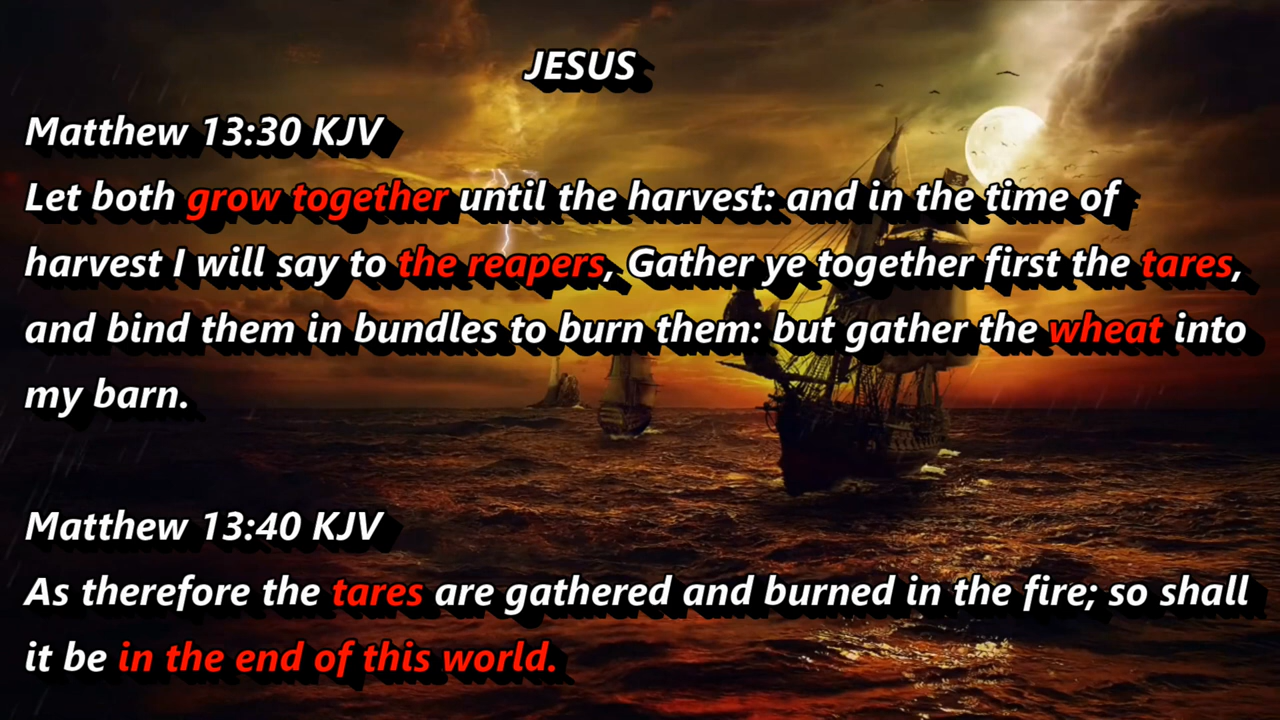 JESUS
Matthew 13:30 KJV
Let both grow together until the harvest: and in the time of
harvest I will say to the reapers, Gather ye together first the tares,
and bind them in bundles to burn them: but gather the wheat into
my barn.
Matthew 13:40 KJV
As therefore the tares are gathered and burned in the fire; so shall
it be in the end of this world.